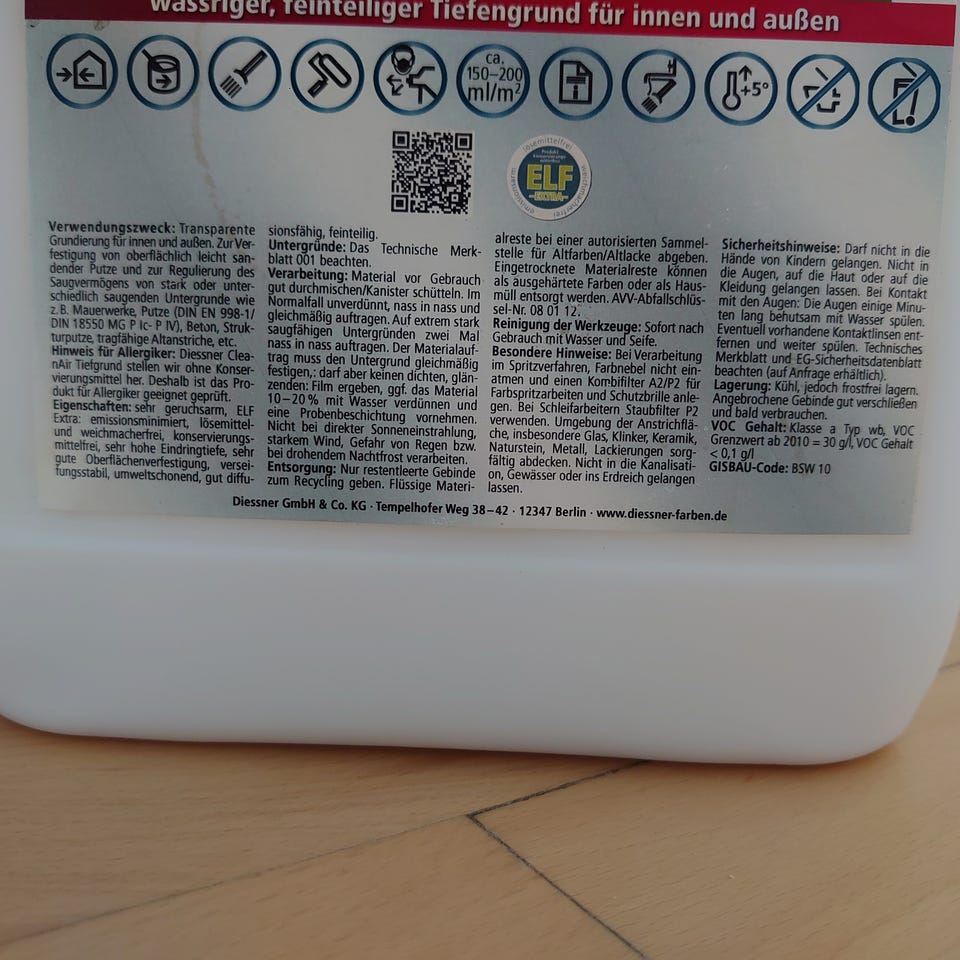 wässriger, feinteiliger Tiefengrund für innen und außen
ca.
150–200
ml/m²
+5°
lösemittelfrei
weichmacherfrei
emissionsarm
Produkt
konservierungs-
mittelfrei
ELF
–EXTRA–
Verwendungszweck: Transparente
Grundierung für innen und außen. Zur Ver-
festigung von oberflächlich leicht san-
dender Putze und zur Regulierung des
Saugvermögens von stark oder unter-
schiedlich saugenden Untergrunde wie
z.B. Mauerwerke, Putze (DIN EN 998-1/
DIN 18550 MG P Ic- P IV), Beton, Struk-
turputze, tragfähige Altanstriche, etc.
Hinweis für Allergiker: Diessner Clea-
nAir Tiefgrund stellen wir ohne Konser-
vierungsmittel her. Deshalb ist das Pro-
dukt für Allergiker geeignet geprüft.
Eigenschaften: sehr geruchsarm, ELF
Extra: emissionsminimiert, lösemittel-
und weichmacherfrei, konservierungs-
mittelfrei, sehr hohe Eindringtiefe, sehr
gute Oberflächenverfestigung, versei-
fungsstabil, umweltschonend, gut diffu-
sionsfähig, feinteilig.
Untergründe: Das Technische Merk-
blatt 001 beachten.
Verarbeitung: Material vor Gebrauch
gut durchmischen/Kanister schütteln. Im
Normalfall unverdünnt, nass in nass und
gleichmäßig auftragen. Auf extrem stark
saugfähigen Untergründen zwei Mal
nass in nass auftragen. Der Materialauf-
trag muss den Untergrund gleichmäßig
festigen,: darf aber keinen dichten, glän-
zenden: Film ergeben, ggf. das Material
10–20 % mit Wasser verdünnen und
eine Probenbeschichtung vornehmen.
Nicht bei direkter Sonneneinstrahlung,
starkem Wind, Gefahr von Regen bzw.
bei drohendem Nachtfrost verarbeiten.
Entsorgung: Nur restentleerte Gebinde
zum Recycling geben. Flüssige Materi-
alreste bei einer autorisierten Sammel-
stelle für Altfarben/Altlacke abgeben.
Eingetrocknete Materialreste können
als ausgehärtete Farben oder als Haus-
müll entsorgt werden. AVV-Abfallschlüs-
sel-Nr. 08 01 12.
Reinigung der Werkzeuge: Sofort nach
Gebrauch mit Wasser und Seife.
Besondere Hinweise: Bei Verarbeitung
im Spritzverfahren, Farbnebel nicht ein-
atmen und einen Kombifilter A2/P2 für
Farbspritzarbeiten und Schutzbrille anle-
gen. Bei Schleifarbeitern Staubfilter P2
verwenden. Umgebung der Anstrichflä-
che, insbesondere Glas, Klinker, Keramik,
Naturstein, Metall, Lackierungen sorg-
fältig abdecken. Nicht in die Kanalisati-
on, Gewässer oder ins Erdreich gelangen
lassen.
Sicherheitshinweise: Darf nicht in die
Hände von Kindern gelangen. Nicht in
die Augen, auf die Haut oder auf die
Kleidung gelangen lassen. Bei Kontakt
mit den Augen: Die Augen einige Minu-
ten lang behutsam mit Wasser spülen.
Eventuell vorhandene Kontaktlinsen ent-
fernen und weiter spülen. Technisches
Merkblatt und EG-Sicherheitsdatenblatt
beachten (auf Anfrage erhältlich).
Lagerung: Kühl, jedoch frostfrei lagern.
Angebrochene Gebinde gut verschließen
und bald verbrauchen.
VOC Gehalt: Klasse a Typ wb, VOC
Grenzwert ab 2010 = 30 g/l, VOC Gehalt
< 0,1 g/l
GISBAU-Code: BSW 10
Diessner GmbH & Co. KG · Tempelhofer Weg 38–42 · 12347 Berlin · www.diessner-farben.de